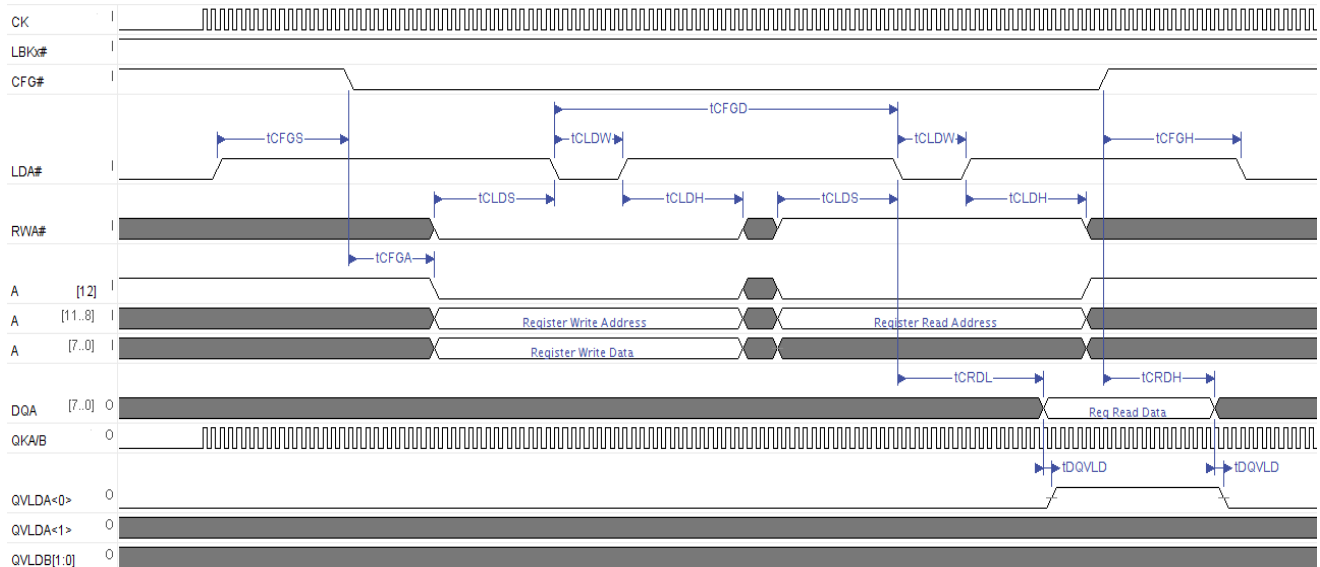 CK I
LBKx# I
CFG# I
tCFGD
tCFGS tCLDW tCLDW tCFGH
LDA# I
tCLDS tCLDH tCLDS tCLDH
RWA# I
tCFGA
A [12] I
A [11..8] I Register Write Address Register Read Address
A [7..0] I Register Write Data
tCRDL tCRDH
DQA [7..0] O Reg Read Data
QKA/B O
tDQVLD tDQVLD
QVLDA<0> O
QVLDA<1> O
QVLDB[1:0] O